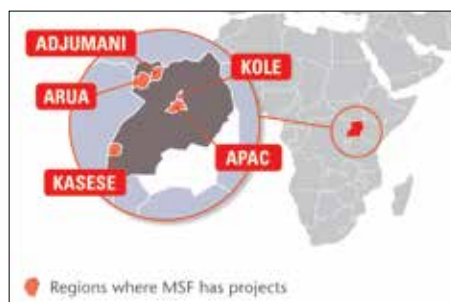 ADJUMANI
KOLE
ARUA
APAC
KASESE
Regions where MSF has projects